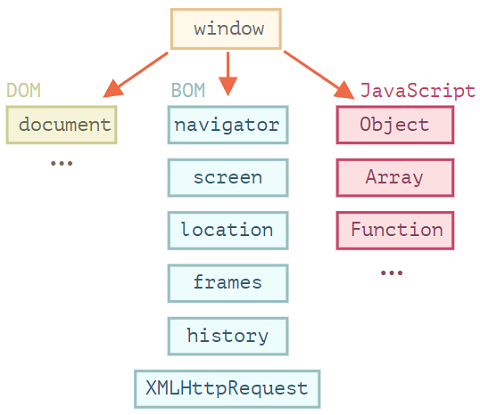 window
DOM
document
...
BOM
navigator
screen
location
frames
history
XMLHttpRequest
JavaScript
Object
Array
Function
...